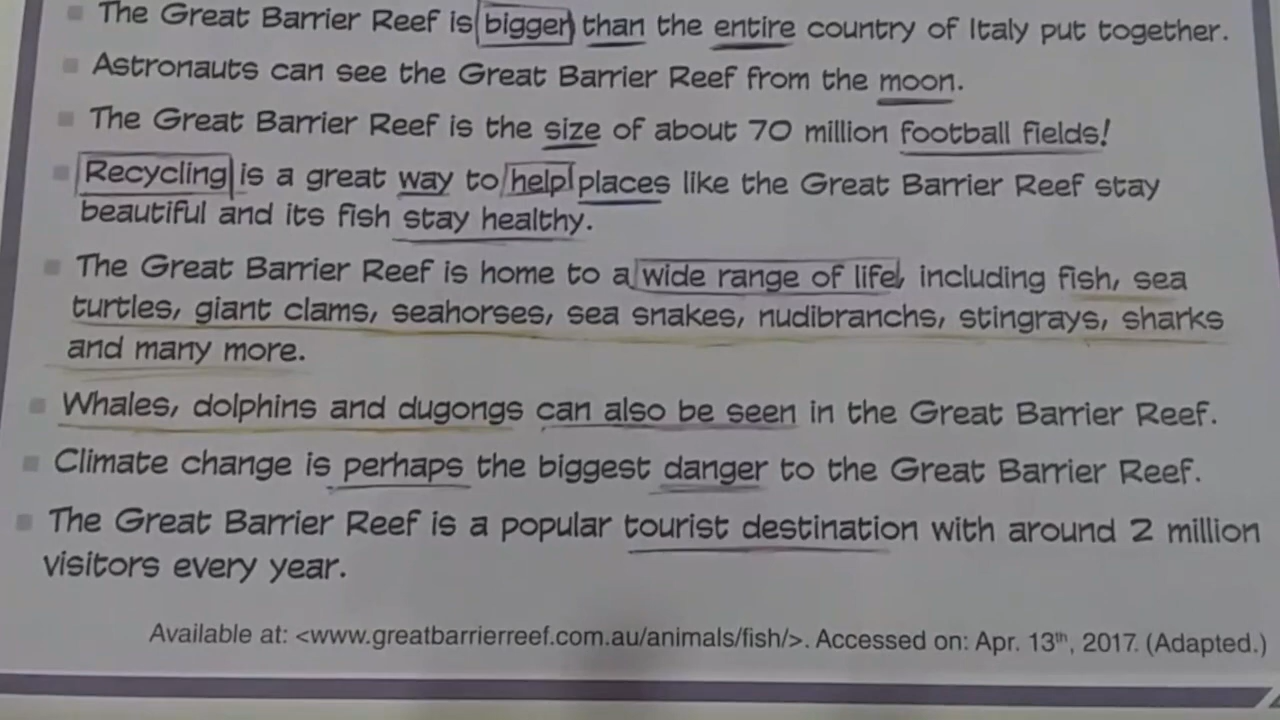 The Great Barrier Reef is bigger than the entire country of Italy put together.
Astronauts can see the Great Barrier Reef from the moon.
The Great Barrier Reef is the size of about 70 million football fields!
Recycling is a great way to help places like the Great Barrier Reef stay
beautiful and its fish stay healthy.
The Great Barrier Reef is home to a wide range of life, including fish, sea
turtles, giant clams, seahorses, sea snakes, nudibranchs, stingrays, sharks
and many more.
Whales, dolphins and dugongs can also be seen in the Great Barrier Reef.
Climate change is perhaps the biggest danger to the Great Barrier Reef.
The Great Barrier Reef is a popular tourist destination with around 2 million
visitors every year.
Available at: <www.greatbarrierreef.com.au/animals/fish/>. Accessed on: Apr. 13th, 2017. (Adapted.)